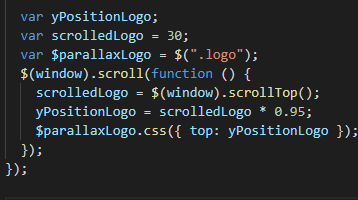 var yPositionLogo;
var scrolledLogo = 30;
var $parallaxLogo = $(".logo");
$(window).scroll(function () {
scrolledLogo = $(window).scrollTop();
yPositionLogo = scrolledLogo * 0.95;
$parallaxLogo.css({ top: yPositionLogo });
});
});